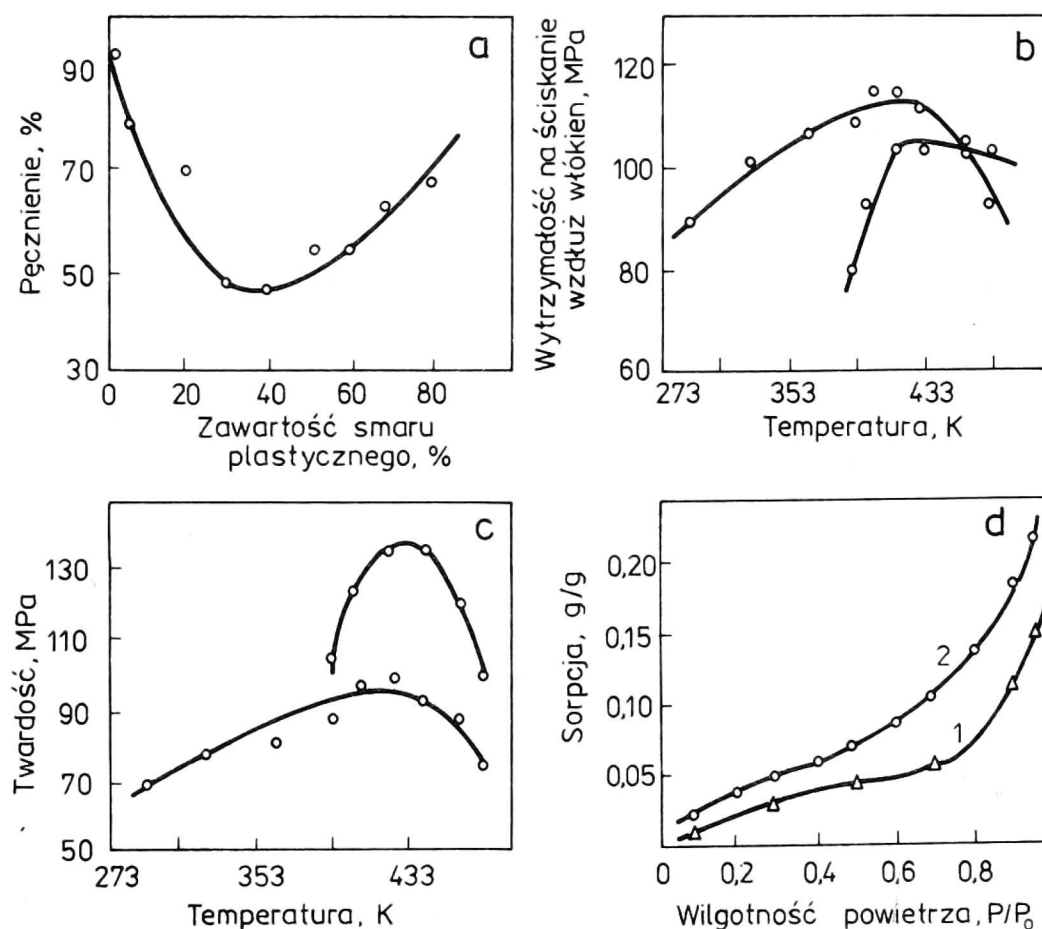 a
90
70
50
30
Pęcznienie, %
0 20 40 60 80
Zawartość smaru
plastycznego, %
b
120
100
80
60
Wytrzymałość na ściskanie
wzdłuż włókien, MPa
273 353 433
Temperatura, K
c
130
110
90
70
50
Twardość, MPa
273 353 433
Temperatura, K
d
0,20
0,15
0,10
0,05
Sorpcja, g/g
2
1
0 0,2 0,4 0,6 0,8
Wilgotność powietrza, P/P₀